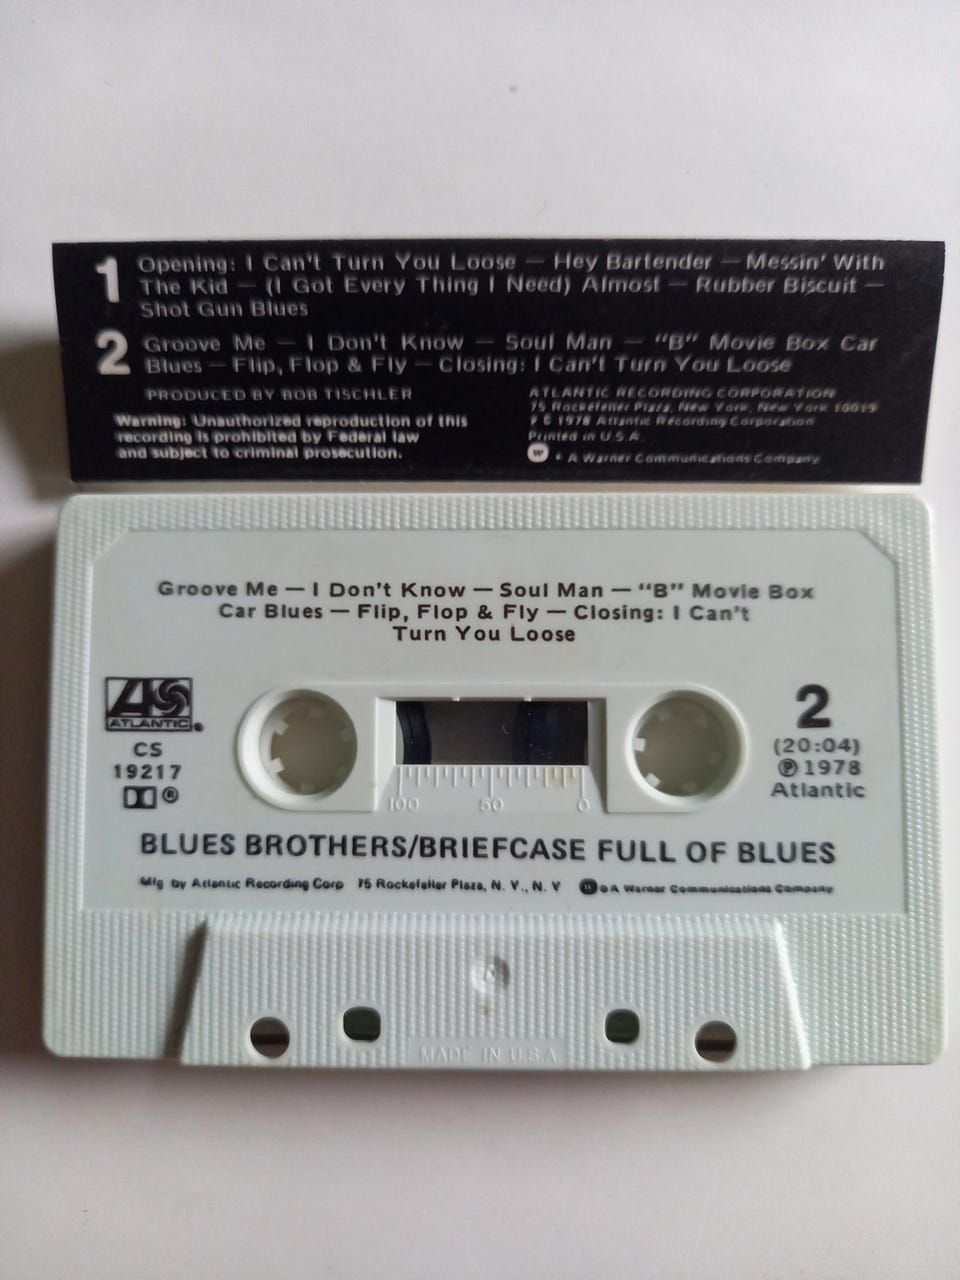 1
Opening: I Can't Turn You Loose — Hey Bartender — Messin' With
The Kid — (I Got Every Thing I Need) Almost — Rubber Biscuit —
Shot Gun Blues
2
Groove Me — I Don't Know — Soul Man — "B" Movie Box Car
Blues — Flip, Flop & Fly — Closing: I Can't Turn You Loose
PRODUCED BY BOB TISCHLER
Warning: Unauthorized reproduction of this
recording is prohibited by Federal law
and subject to criminal prosecution.
ATLANTIC RECORDING CORPORATION
75 Rockefeller Plaza, New York, New York 10019
P © 1978 Atlantic Recording Corporation
Printed in U.S.A.
W • A Warner Communications Company
Groove Me — I Don't Know — Soul Man — "B" Movie Box
Car Blues — Flip, Flop & Fly — Closing: I Can't
Turn You Loose
ATLANTIC
CS
19217
®
2
(20:04)
℗ 1978
Atlantic
100 50 0
BLUES BROTHERS/BRIEFCASE FULL OF BLUES
Mfg by Atlantic Recording Corp 75 Rockefeller Plaza, N. Y., N. Y W A Warner Communications Company
MADE IN U.S.A.